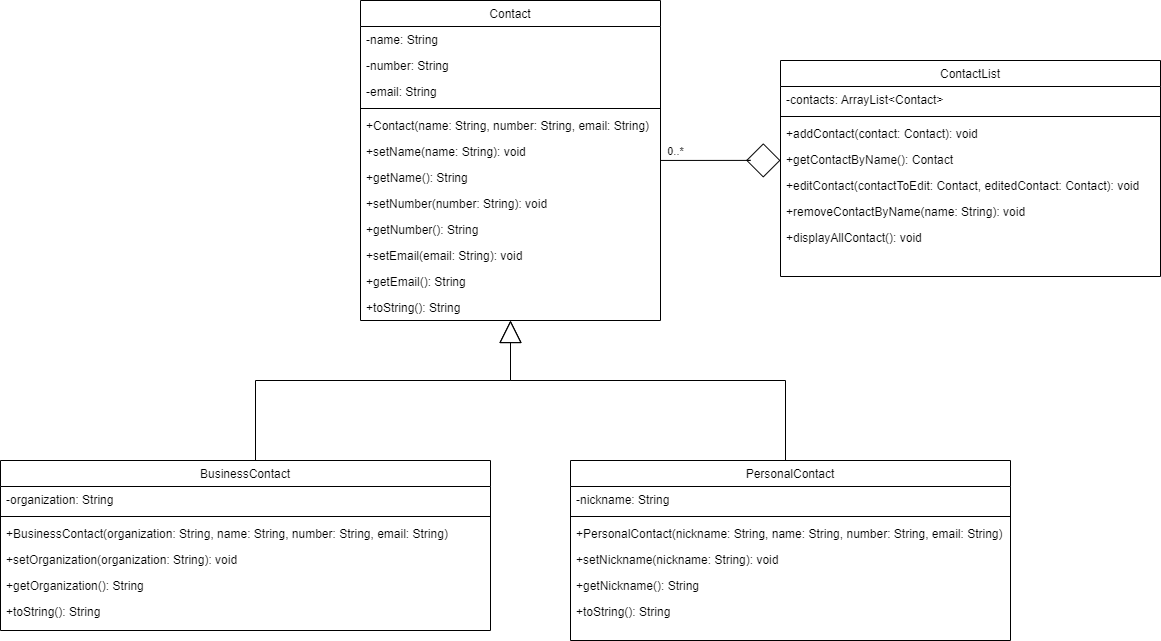 Contact
-name: String
-number: String
-email: String
+Contact(name: String, number: String, email: String)
+setName(name: String): void
+getName(): String
+setNumber(number: String): void
+getNumber(): String
+setEmail(email: String): void
+getEmail(): String
+toString(): String
0..*
ContactList
-contacts: ArrayList<Contact>
+addContact(contact: Contact): void
+getContactByName(): Contact
+editContact(contactToEdit: Contact, editedContact: Contact): void
+removeContactByName(name: String): void
+displayAllContact(): void
BusinessContact
-organization: String
+BusinessContact(organization: String, name: String, number: String, email: String)
+setOrganization(organization: String): void
+getOrganization(): String
+toString(): String
PersonalContact
-nickname: String
+PersonalContact(nickname: String, name: String, number: String, email: String)
+setNickname(nickname: String): void
+getNickname(): String
+toString(): String